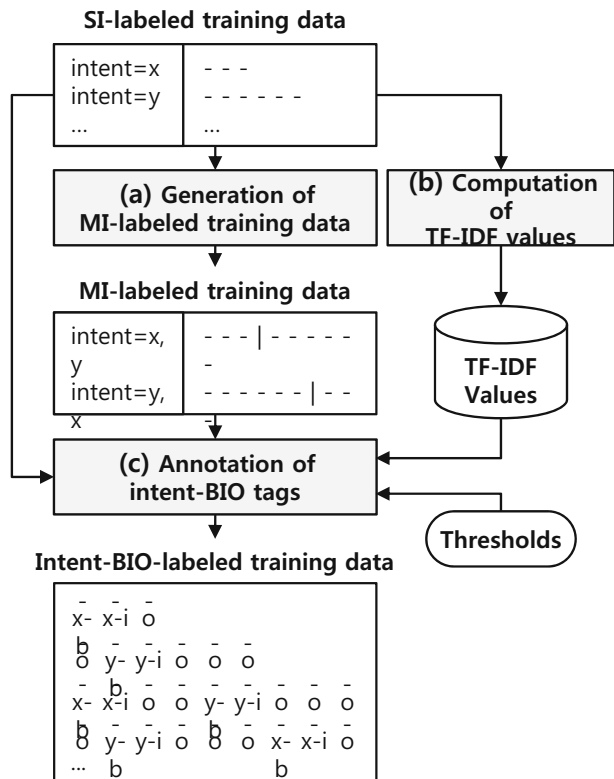 SI-labeled training data
intent=x
- - -
intent=y
- - - - - -
...
...
(a) Generation of
MI-labeled training data
(b) Computation
of
TF-IDF values
MI-labeled training data
intent=x,
y
- - - | - - - - -
-
intent=y,
x
- - - - - - | - -
-
TF-IDF
Values
(c) Annotation of
intent-BIO tags
Thresholds
Intent-BIO-labeled training data
- - -
x- x-i o
b
- - - - - -
o y- y-i o o o
b
- - - - - - - - -
x- x-i o o y- y-i o o o
b b
- - - - - - - - -
o y- y-i o o o x- x-i o
b b
...